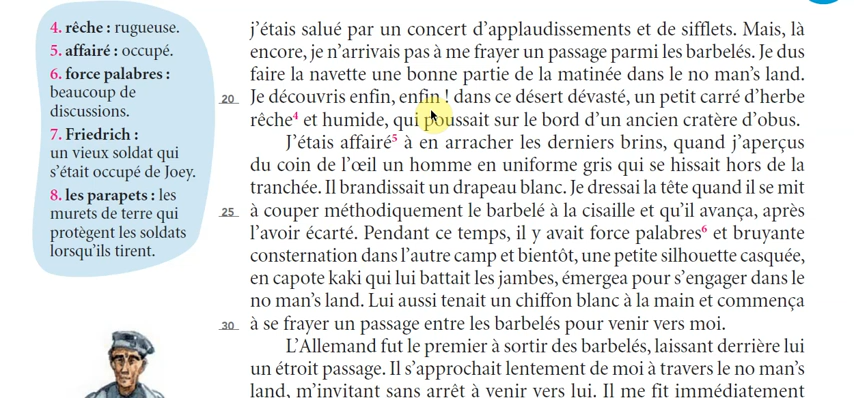 4. rêche : rugueuse.
5. affairé : occupé.
6. force palabres :
beaucoup de
discussions.
7. Friedrich :
un vieux soldat qui
s'était occupé de Joey.
8. les parapets : les
murets de terre qui
protègent les soldats
lorsqu'ils tirent.
j'étais salué par un concert d'applaudissements et de sifflets. Mais, là
encore, je n'arrivais pas à me frayer un passage parmi les barbelés. Je dus
faire la navette une bonne partie de la matinée dans le no man's land.
20 Je découvris enfin, enfin ! dans ce désert dévasté, un petit carré d'herbe
rêche4 et humide, qui poussait sur le bord d'un ancien cratère d'obus.
J'étais affairé5 à en arracher les derniers brins, quand j'aperçus
du coin de l'œil un homme en uniforme gris qui se hissait hors de la
tranchée. Il brandissait un drapeau blanc. Je dressai la tête quand il se mit
25 à couper méthodiquement le barbelé à la cisaille et qu'il avança, après
l'avoir écarté. Pendant ce temps, il y avait force palabres6 et bruyante
consternation dans l'autre camp et bientôt, une petite silhouette casquée,
en capote kaki qui lui battait les jambes, émergea pour s'engager dans le
no man's land. Lui aussi tenait un chiffon blanc à la main et commença
30 à se frayer un passage entre les barbelés pour venir vers moi.
L'Allemand fut le premier à sortir des barbelés, laissant derrière lui
un étroit passage. Il s'approchait lentement de moi à travers le no man's
land, m'invitant sans arrêt à venir vers lui. Il me fit immédiatement